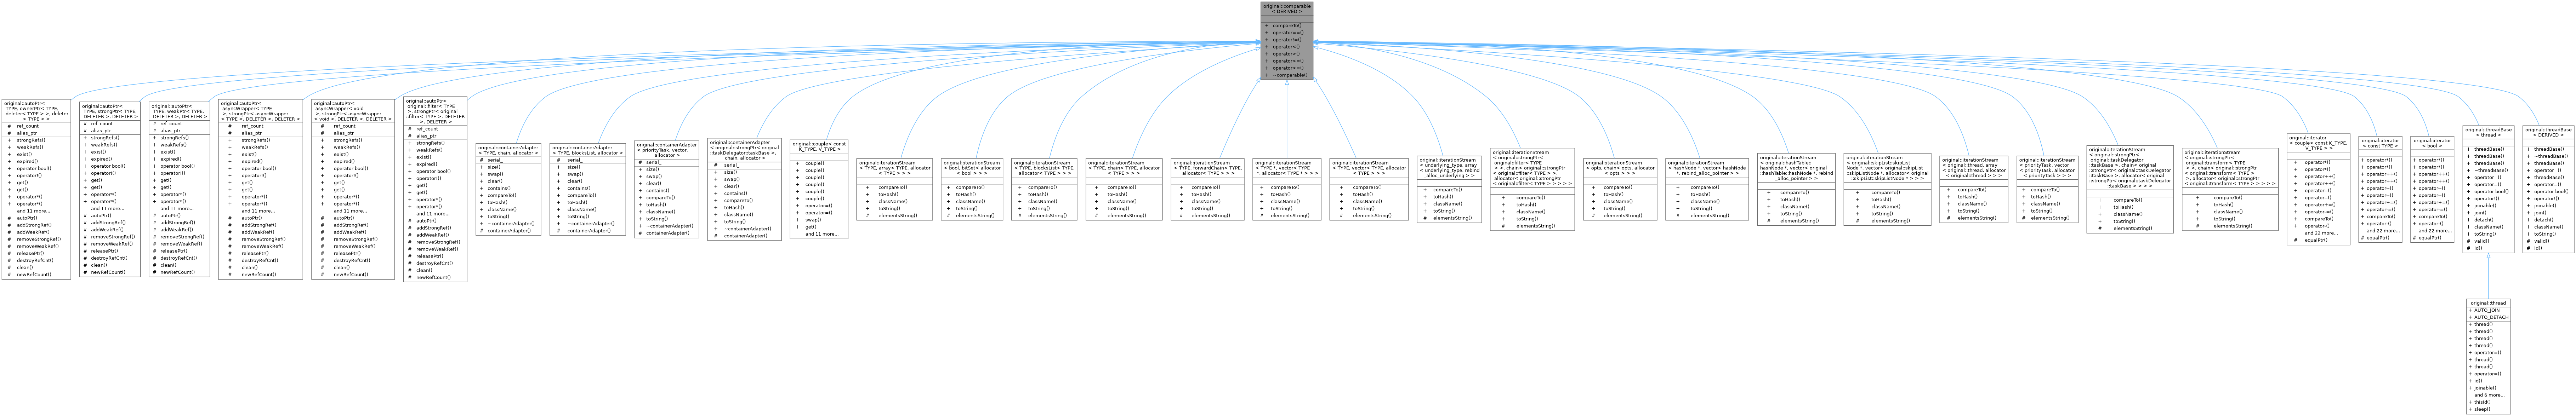 original::comparable
< DERIVED >
+ compareTo()
+ operator==()
+ operator!=()
+ operator<()
+ operator>()
+ operator<=()
+ operator>=()
+ ~comparable()
original::autoPtr<
TYPE, ownerPtr< TYPE,
deleter< TYPE > >, deleter
< TYPE > >
# ref_count
# alias_ptr
+ strongRefs()
+ weakRefs()
+ exist()
+ expired()
+ operator bool()
+ operator!()
+ get()
+ get()
+ operator*()
+ operator*()
and 11 more...
# autoPtr()
# addStrongRef()
# addWeakRef()
# removeStrongRef()
# removeWeakRef()
# releasePtr()
# destroyRefCnt()
# clean()
# newRefCount()
original::autoPtr<
TYPE, strongPtr< TYPE,
DELETER >, DELETER >
# ref_count
# alias_ptr
+ strongRefs()
+ weakRefs()
+ exist()
+ expired()
+ operator bool()
+ operator!()
+ get()
+ get()
+ operator*()
+ operator*()
and 11 more...
# autoPtr()
# addStrongRef()
# addWeakRef()
# removeStrongRef()
# removeWeakRef()
# releasePtr()
# destroyRefCnt()
# clean()
# newRefCount()
original::autoPtr<
TYPE, weakPtr< TYPE,
DELETER >, DELETER >
# ref_count
# alias_ptr
+ strongRefs()
+ weakRefs()
+ exist()
+ expired()
+ operator bool()
+ operator!()
+ get()
+ get()
+ operator*()
+ operator*()
and 11 more...
# autoPtr()
# addStrongRef()
# addWeakRef()
# removeStrongRef()
# removeWeakRef()
# releasePtr()
# destroyRefCnt()
# clean()
# newRefCount()
original::autoPtr<
asyncWrapper< TYPE
>, strongPtr< asyncWrapper
< TYPE >, DELETER >, DELETER >
# ref_count
# alias_ptr
+ strongRefs()
+ weakRefs()
+ exist()
+ expired()
+ operator bool()
+ operator!()
+ get()
+ get()
+ operator*()
+ operator*()
and 11 more...
# autoPtr()
# addStrongRef()
# addWeakRef()
# removeStrongRef()
# removeWeakRef()
# releasePtr()
# destroyRefCnt()
# clean()
# newRefCount()
original::autoPtr<
asyncWrapper< void
>, strongPtr< asyncWrapper
< void >, DELETER >, DELETER >
# ref_count
# alias_ptr
+ strongRefs()
+ weakRefs()
+ exist()
+ expired()
+ operator bool()
+ operator!()
+ get()
+ get()
+ operator*()
+ operator*()
and 11 more...
# autoPtr()
# addStrongRef()
# addWeakRef()
# removeStrongRef()
# removeWeakRef()
# releasePtr()
# destroyRefCnt()
# clean()
# newRefCount()
original::autoPtr<
original::filter< TYPE
>, strongPtr< original
::filter< TYPE >, DELETER
>, DELETER >
# ref_count
# alias_ptr
+ strongRefs()
+ weakRefs()
+ exist()
+ expired()
+ operator bool()
+ operator!()
+ get()
+ get()
+ operator*()
+ operator*()
and 11 more...
# autoPtr()
# addStrongRef()
# addWeakRef()
# removeStrongRef()
# removeWeakRef()
# releasePtr()
# destroyRefCnt()
# clean()
# newRefCount()
original::containerAdapter
< TYPE, chain, allocator >
# serial_
+ size()
+ swap()
+ clear()
+ contains()
+ compareTo()
+ toHash()
+ className()
+ toString()
+ ~containerAdapter()
# containerAdapter()
original::containerAdapter
< TYPE, blocksList, allocator >
# serial_
+ size()
+ swap()
+ clear()
+ contains()
+ compareTo()
+ toHash()
+ className()
+ toString()
+ ~containerAdapter()
# containerAdapter()
original::containerAdapter
< priorityTask, vector,
allocator >
# serial_
+ size()
+ swap()
+ clear()
+ contains()
+ compareTo()
+ toHash()
+ className()
+ toString()
+ ~containerAdapter()
# containerAdapter()
original::containerAdapter
< original::strongPtr< original
::taskDelegator::taskBase >,
chain, allocator >
# serial_
+ size()
+ swap()
+ clear()
+ contains()
+ compareTo()
+ toHash()
+ className()
+ toString()
+ ~containerAdapter()
# containerAdapter()
original::couple< const
K_TYPE, V_TYPE >
+ couple()
+ couple()
+ couple()
+ couple()
+ couple()
+ couple()
+ operator=()
+ operator=()
+ swap()
+ get()
and 11 more...
original::iterationStream
< TYPE, array< TYPE, allocator
< TYPE > > >
+ compareTo()
+ toHash()
+ className()
+ toString()
# elementsString()
original::iterationStream
< bool, bitSet< allocator
< bool > > >
+ compareTo()
+ toHash()
+ className()
+ toString()
# elementsString()
original::iterationStream
< TYPE, blocksList< TYPE,
allocator< TYPE > > >
+ compareTo()
+ toHash()
+ className()
+ toString()
# elementsString()
original::iterationStream
< TYPE, chain< TYPE, allocator
< TYPE > > >
+ compareTo()
+ toHash()
+ className()
+ toString()
# elementsString()
original::iterationStream
< TYPE, forwardChain< TYPE,
allocator< TYPE > > >
+ compareTo()
+ toHash()
+ className()
+ toString()
# elementsString()
original::iterationStream
< TYPE *, vector< TYPE
*, allocator< TYPE * > > >
+ compareTo()
+ toHash()
+ className()
+ toString()
# elementsString()
original::iterationStream
< TYPE, vector< TYPE, allocator
< TYPE > > >
+ compareTo()
+ toHash()
+ className()
+ toString()
# elementsString()
original::iterationStream
< underlying_type, array
< underlying_type, rebind
_alloc_underlying > >
+ compareTo()
+ toHash()
+ className()
+ toString()
# elementsString()
original::iterationStream
< original::strongPtr<
original::filter< TYPE
> >, chain< original::strongPtr
< original::filter< TYPE > >,
allocator< original::strongPtr
< original::filter< TYPE > > > > >
+ compareTo()
+ toHash()
+ className()
+ toString()
# elementsString()
original::iterationStream
< opts, chain< opts, allocator
< opts > > >
+ compareTo()
+ toHash()
+ className()
+ toString()
# elementsString()
original::iterationStream
< hashNode *, vector< hashNode
*, rebind_alloc_pointer > >
+ compareTo()
+ toHash()
+ className()
+ toString()
# elementsString()
original::iterationStream
< original::hashTable::
hashNode *, vector< original
::hashTable::hashNode *, rebind
_alloc_pointer > >
+ compareTo()
+ toHash()
+ className()
+ toString()
# elementsString()
original::iterationStream
< original::skipList::skipList
Node *, vector< original::skipList
::skipListNode *, allocator< original
::skipList::skipListNode * > > >
+ compareTo()
+ toHash()
+ className()
+ toString()
# elementsString()
original::iterationStream
< original::thread, array
< original::thread, allocator
< original::thread > > >
+ compareTo()
+ toHash()
+ className()
+ toString()
# elementsString()
original::iterationStream
< priorityTask, vector
< priorityTask, allocator
< priorityTask > > >
+ compareTo()
+ toHash()
+ className()
+ toString()
# elementsString()
original::iterationStream
< original::strongPtr<
original::taskDelegator
::taskBase >, chain< original
::strongPtr< original::taskDelegator
::taskBase >, allocator< original
::strongPtr< original::taskDelegator
::taskBase > > > >
+ compareTo()
+ toHash()
+ className()
+ toString()
# elementsString()
original::iterationStream
< original::strongPtr<
original::transform< TYPE
> >, chain< original::strongPtr
< original::transform< TYPE >
>, allocator< original::strongPtr
< original::transform< TYPE > > > > >
+ compareTo()
+ toHash()
+ className()
+ toString()
# elementsString()
original::iterator
< couple< const K_TYPE,
V_TYPE > >
+ operator*()
+ operator*()
+ operator++()
+ operator++()
+ operator--()
+ operator--()
+ operator+=()
+ operator-=()
+ compareTo()
+ operator-()
and 22 more...
# equalPtr()
original::iterator
< const TYPE >
+ operator*()
+ operator*()
+ operator++()
+ operator++()
+ operator--()
+ operator--()
+ operator+=()
+ operator-=()
+ compareTo()
+ operator-()
and 22 more...
# equalPtr()
original::iterator
< bool >
+ operator*()
+ operator*()
+ operator++()
+ operator++()
+ operator--()
+ operator--()
+ operator+=()
+ operator-=()
+ compareTo()
+ operator-()
and 22 more...
# equalPtr()
original::threadBase
< thread >
+ threadBase()
+ threadBase()
+ threadBase()
+ ~threadBase()
+ operator=()
+ operator=()
+ operator bool()
+ operator!()
+ joinable()
+ join()
+ detach()
+ className()
+ toString()
# valid()
# id()
original::threadBase
< DERIVED >
+ threadBase()
+ ~threadBase()
+ threadBase()
+ operator=()
+ threadBase()
+ operator=()
+ operator bool()
+ operator!()
+ joinable()
+ join()
+ detach()
+ className()
+ toString()
# valid()
# id()
original::thread
+ AUTO_JOIN
+ AUTO_DETACH
+ thread()
+ thread()
+ thread()
+ thread()
+ operator=()
+ thread()
+ thread()
+ operator=()
+ id()
+ joinable()
and 6 more...
+ thisId()
+ sleep()